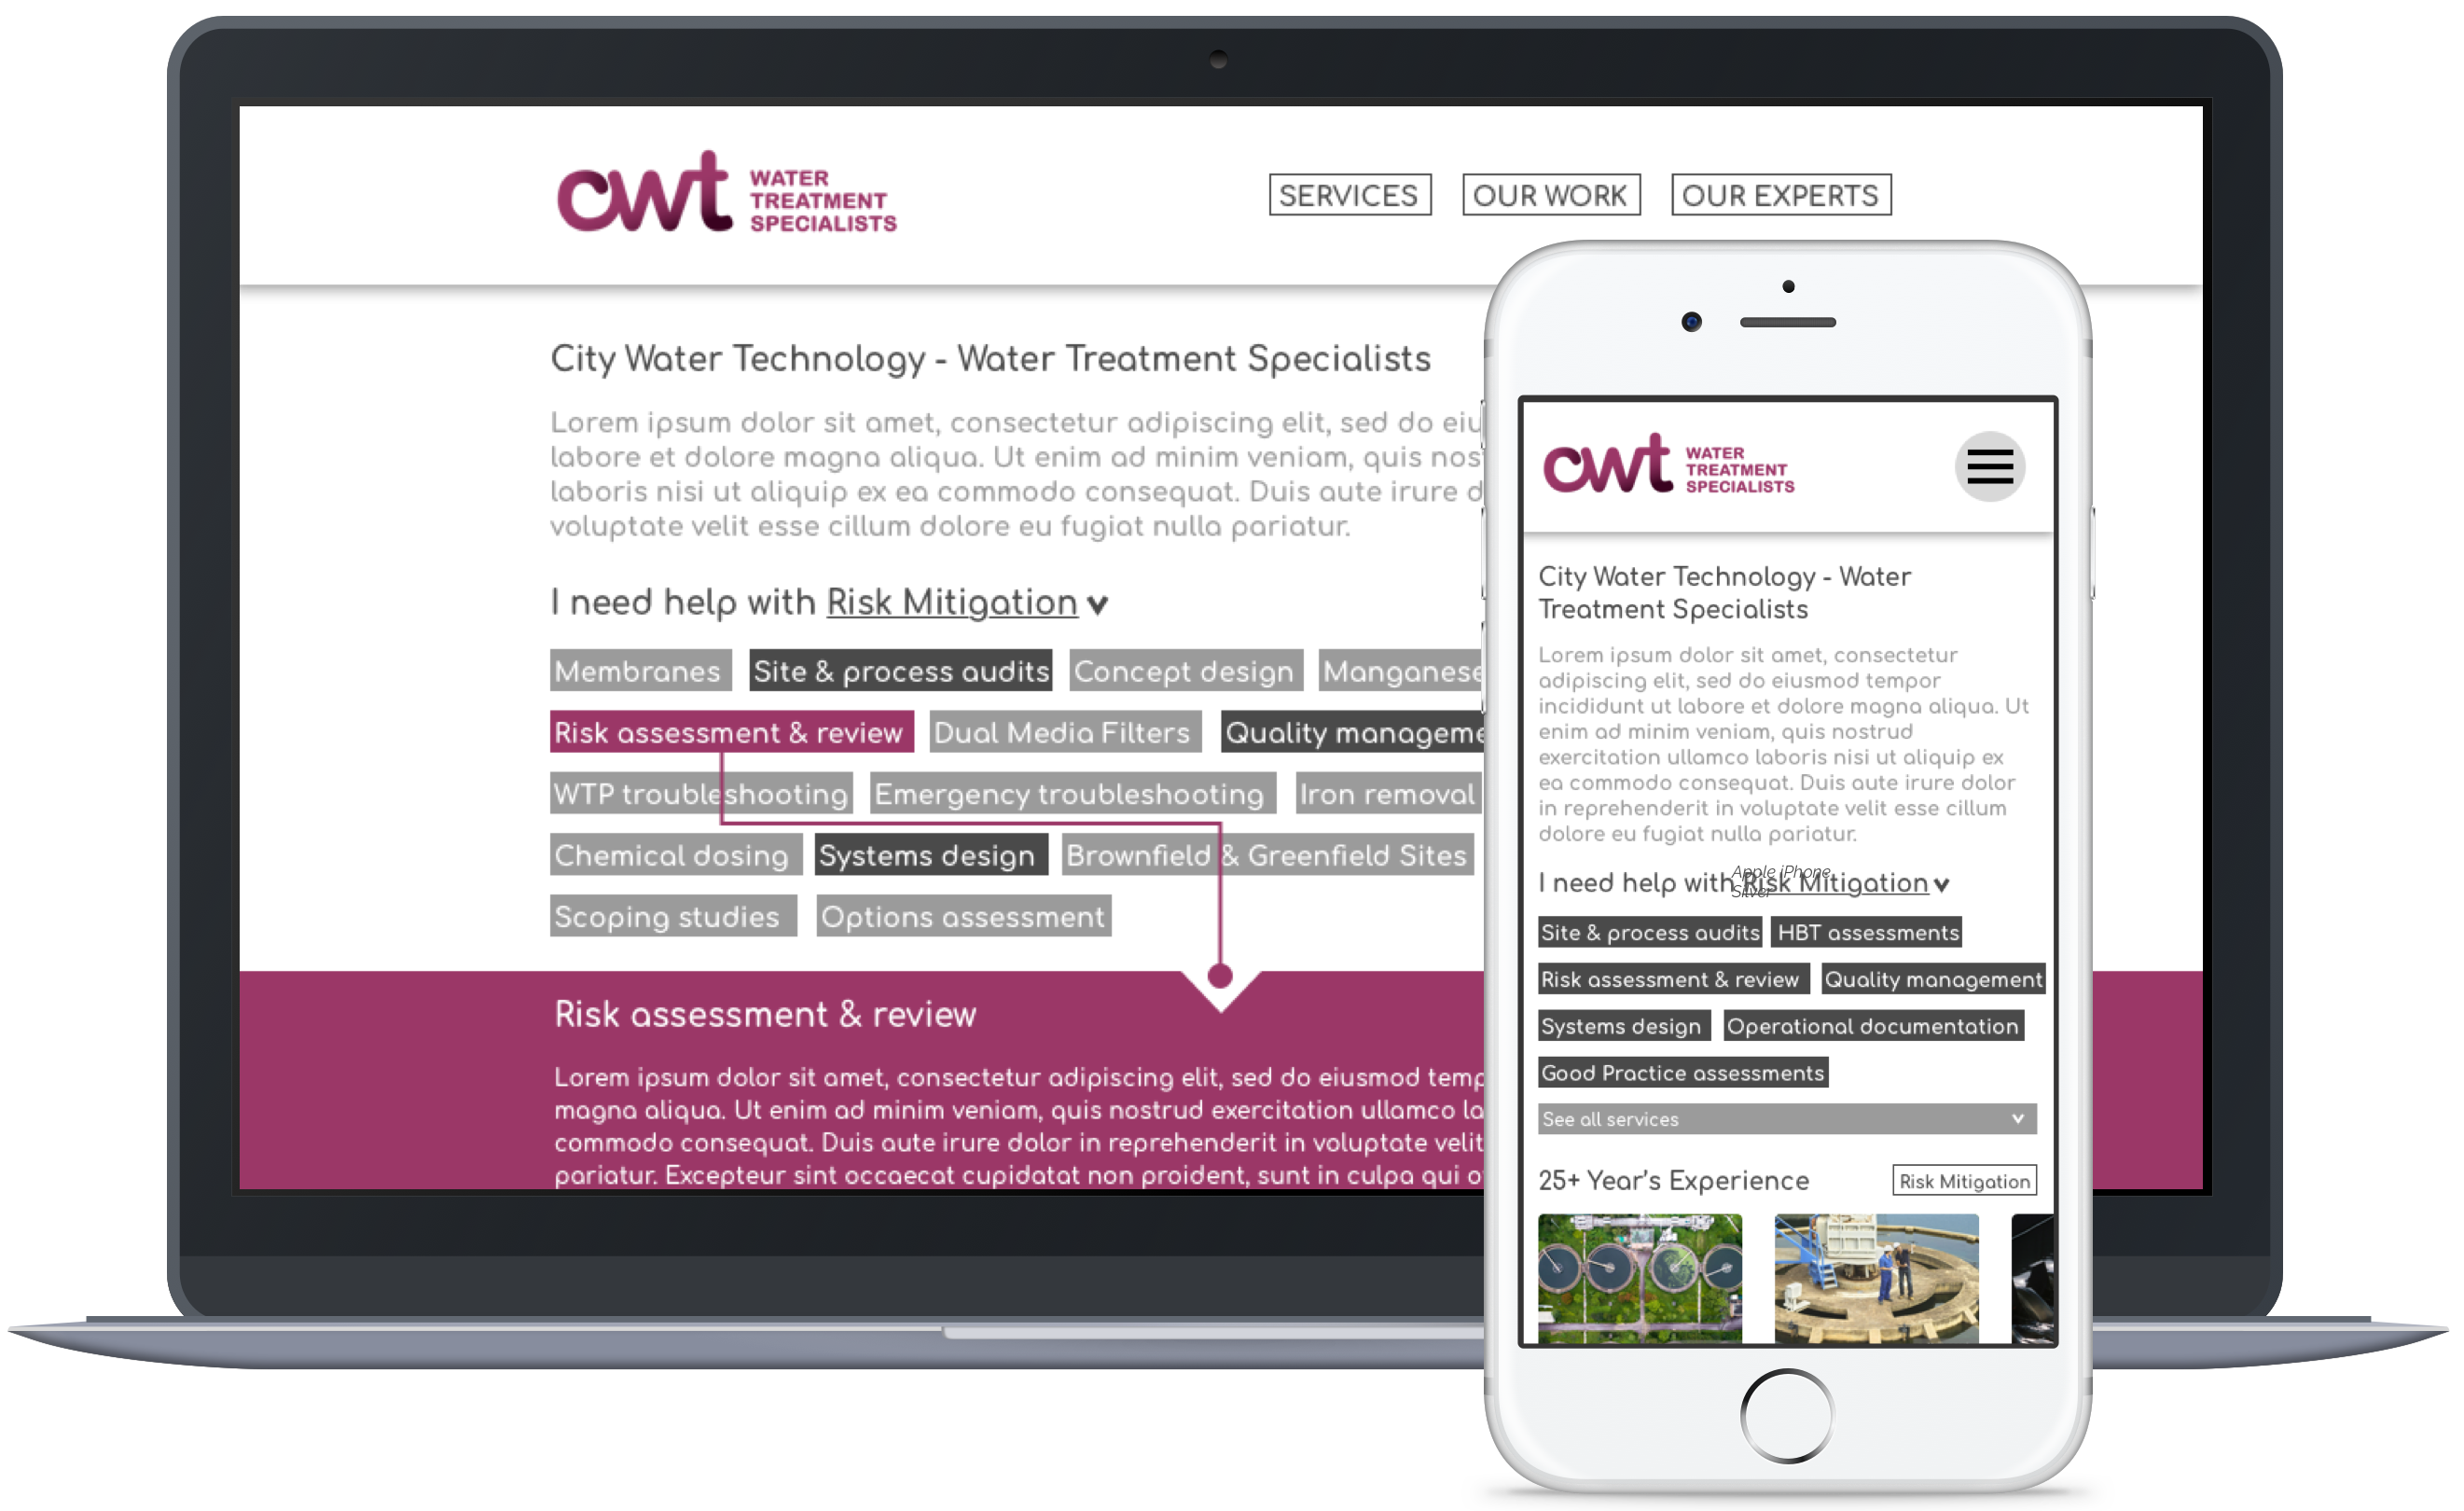 cwt WATER
TREATMENT
SPECIALISTS
SERVICES OUR WORK OUR EXPERTS
City Water Technology - Water Treatment Specialists
Lorem ipsum dolor sit amet, consectetur adipiscing elit, sed do eiu
labore et dolore magna aliqua. Ut enim ad minim veniam, quis nos
laboris nisi ut aliquip ex ea commodo consequat. Duis aute irure d
voluptate velit esse cillum dolore eu fugiat nulla pariatur.
I need help with Risk Mitigation
Membranes Site & process audits Concept design Manganese
Risk assessment & review Dual Media Filters Quality manageme
WTP troubleshooting Emergency troubleshooting Iron removal
Chemical dosing Systems design Brownfield & Greenfield Sites
Scoping studies Options assessment
Risk assessment & review
Lorem ipsum dolor sit amet, consectetur adipiscing elit, sed do eiusmod temp
magna aliqua. Ut enim ad minim veniam, quis nostrud exercitation ullamco la
commodo consequat. Duis aute irure dolor in reprehenderit in voluptate velit
pariatur. Excepteur sint occaecat cupidatat non proident, sunt in culpa qui o
cwt WATER
TREATMENT
SPECIALISTS
City Water Technology - Water
Treatment Specialists
Lorem ipsum dolor sit amet, consectetur
adipiscing elit, sed do eiusmod tempor
incididunt ut labore et dolore magna aliqua. Ut
enim ad minim veniam, quis nostrud
exercitation ullamco laboris nisi ut aliquip ex
ea commodo consequat. Duis aute irure dolor
in reprehenderit in voluptate velit esse cillum
dolore eu fugiat nulla pariatur.
Apple iPhone
Silver
I need help with Risk Mitigation
Site & process audits HBT assessments
Risk assessment & review Quality management
Systems design Operational documentation
Good Practice assessments
See all services
25+ Year's Experience Risk Mitigation